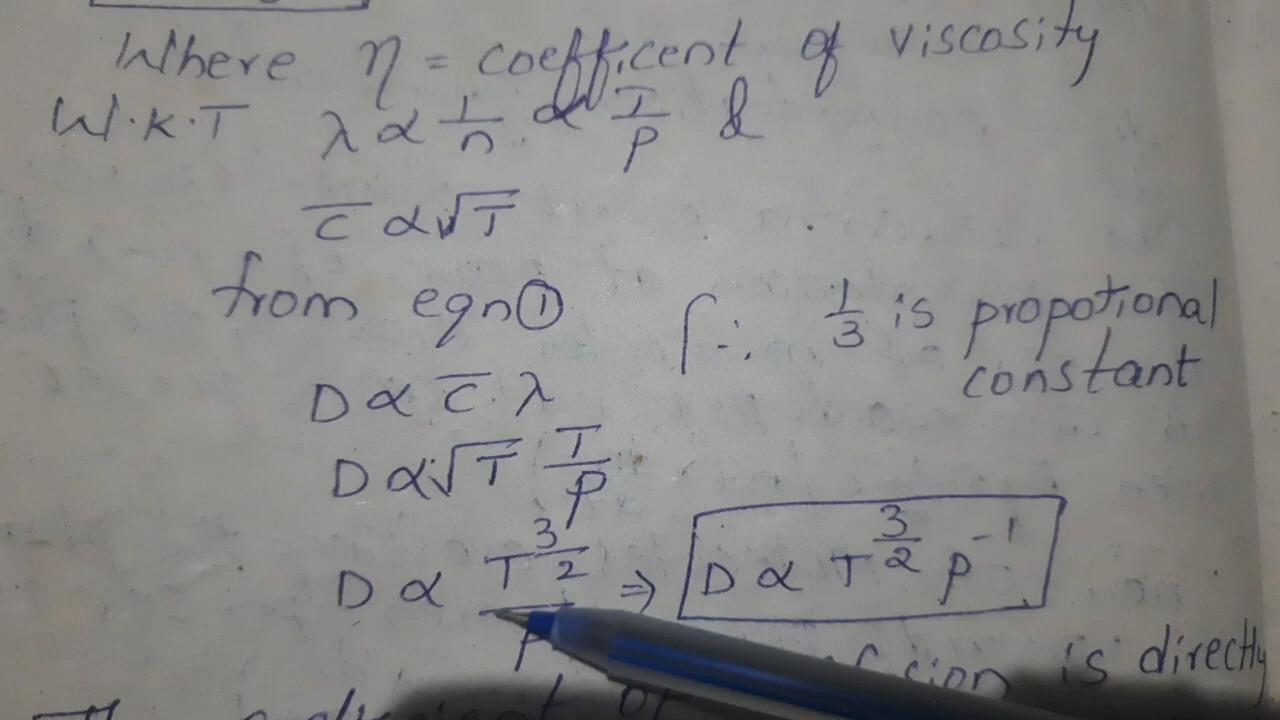 Where η = coefficent of viscosity
W.K.T λ ∝ 1/n ∝ T/P &
C̅ ∝ √T
from eqn ①
∴ 1/3 is propotional
constant
D ∝ C̅ . λ
D ∝ √T T/P
D ∝ T^3/2 / P ⇒ D ∝ T^3/2 P^-1
is directly
of